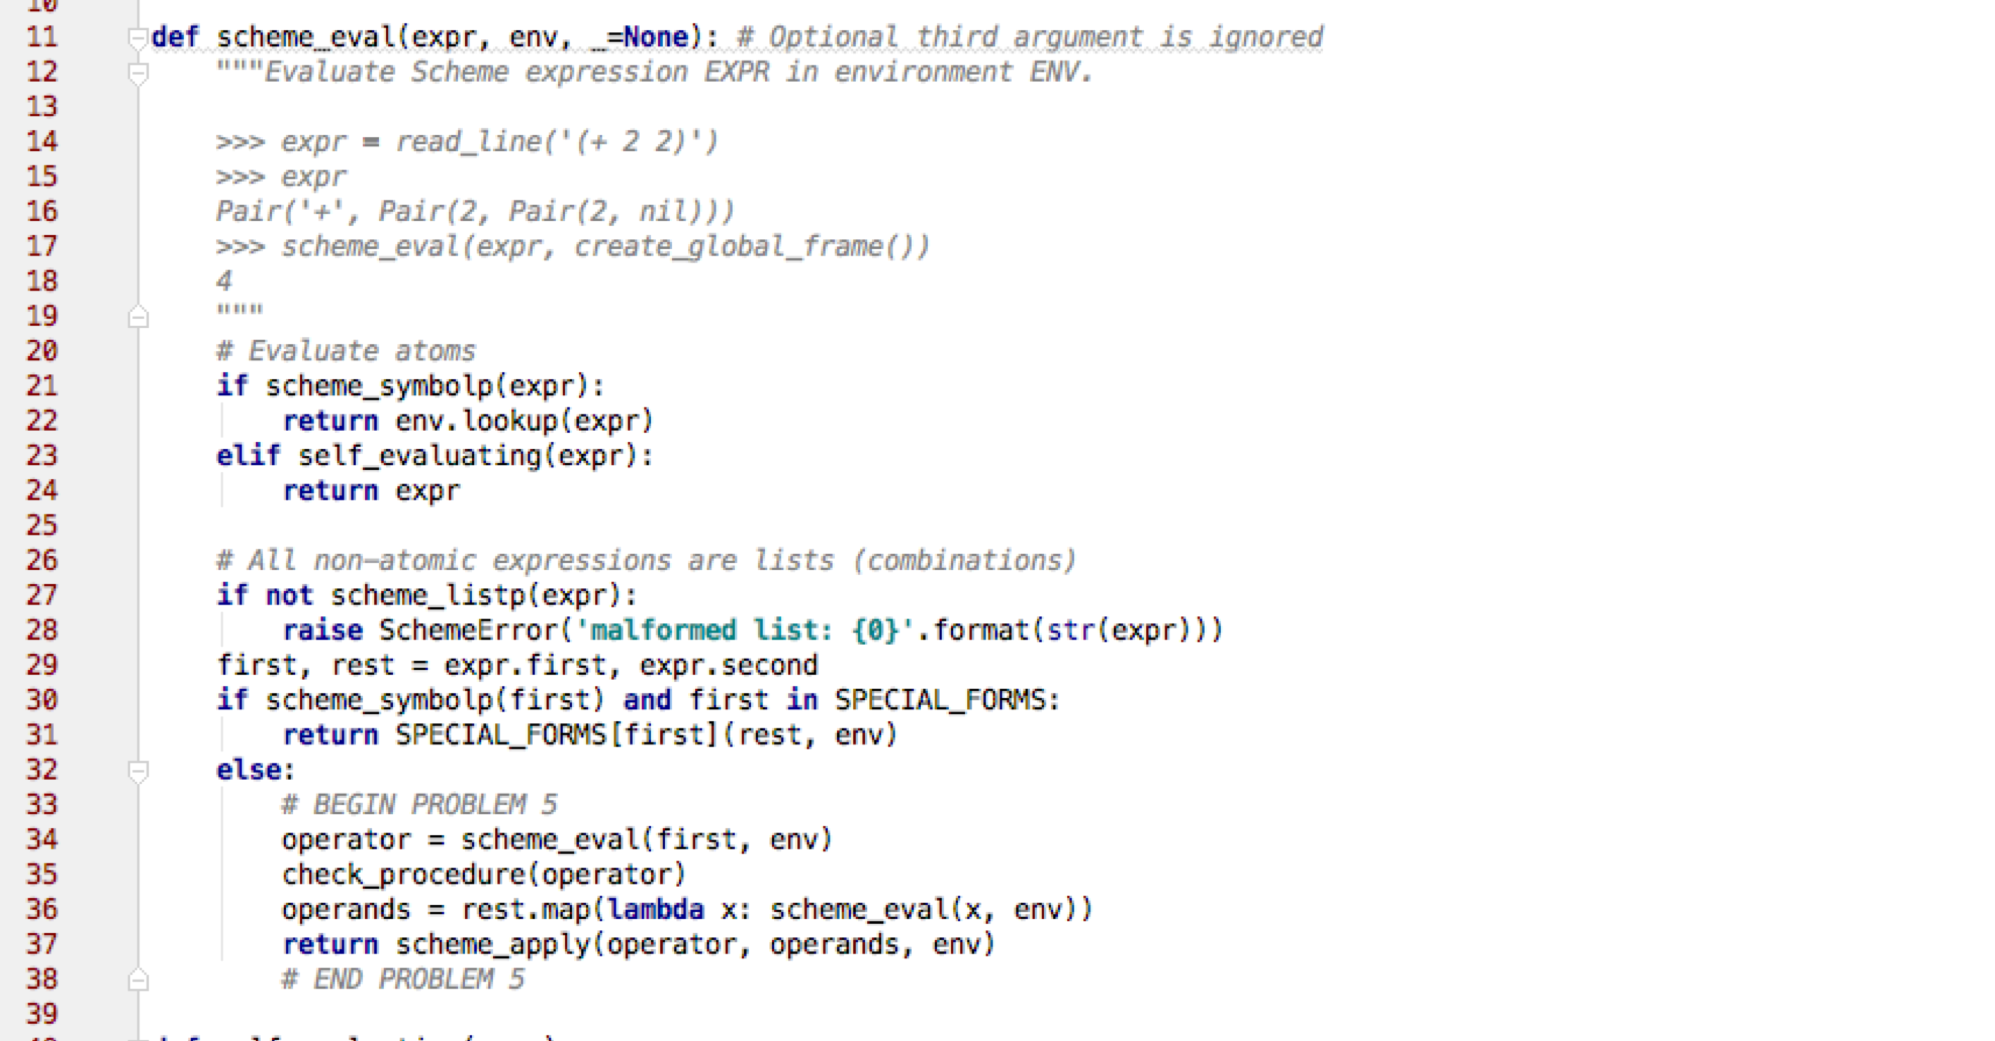 11 def scheme_eval(expr, env, _=None): # Optional third argument is ignored
12 """Evaluate Scheme expression EXPR in environment ENV.
13
14 >>> expr = read_line('(+ 2 2)')
15 >>> expr
16 Pair('+', Pair(2, Pair(2, nil)))
17 >>> scheme_eval(expr, create_global_frame())
18 4
19 """
20 # Evaluate atoms
21 if scheme_symbolp(expr):
22 return env.lookup(expr)
23 elif self_evaluating(expr):
24 return expr
25
26 # All non-atomic expressions are lists (combinations)
27 if not scheme_listp(expr):
28 raise SchemeError('malformed list: {0}'.format(str(expr)))
29 first, rest = expr.first, expr.second
30 if scheme_symbolp(first) and first in SPECIAL_FORMS:
31 return SPECIAL_FORMS[first](rest, env)
32 else:
33 # BEGIN PROBLEM 5
34 operator = scheme_eval(first, env)
35 check_procedure(operator)
36 operands = rest.map(lambda x: scheme_eval(x, env))
37 return scheme_apply(operator, operands, env)
38 # END PROBLEM 5
39